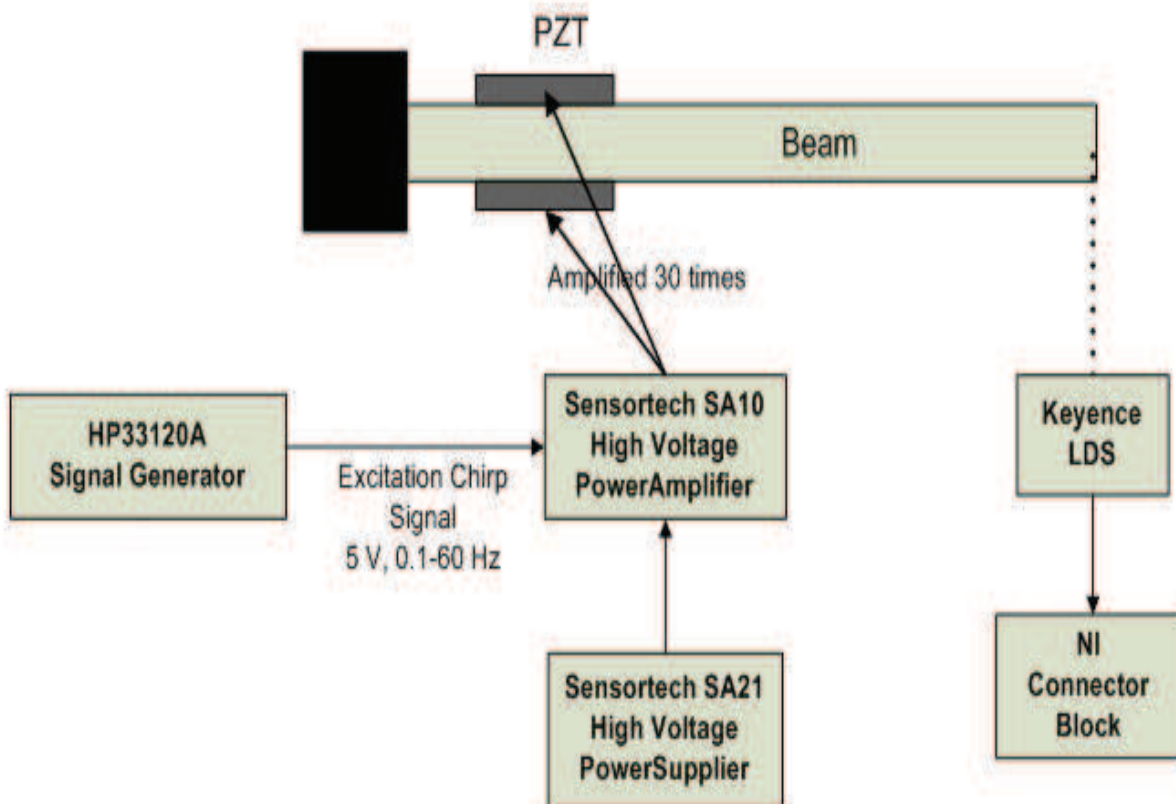 PZT
Beam
Amplified 30 times
HP33120A
Signal Generator
Excitation Chirp
Signal
5 V, 0.1-60 Hz
Sensortech SA10
High Voltage
PowerAmplifier
Keyence
LDS
Sensortech SA21
High Voltage
PowerSupplier
NI
Connector
Block